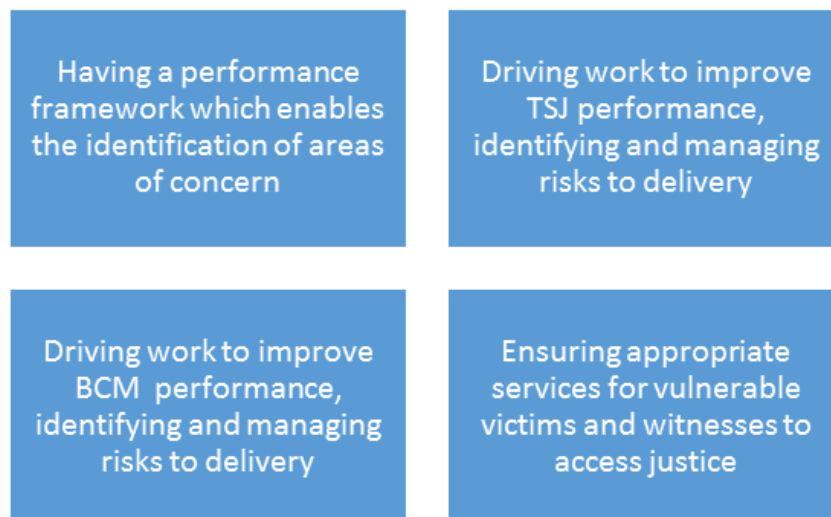 Having a performance
framework which enables
the identification of areas
of concern
Driving work to improve
TSJ performance,
identifying and managing
risks to delivery
Driving work to improve
BCM performance,
identifying and managing
risks to delivery
Ensuring appropriate
services for vulnerable
victims and witnesses to
access justice